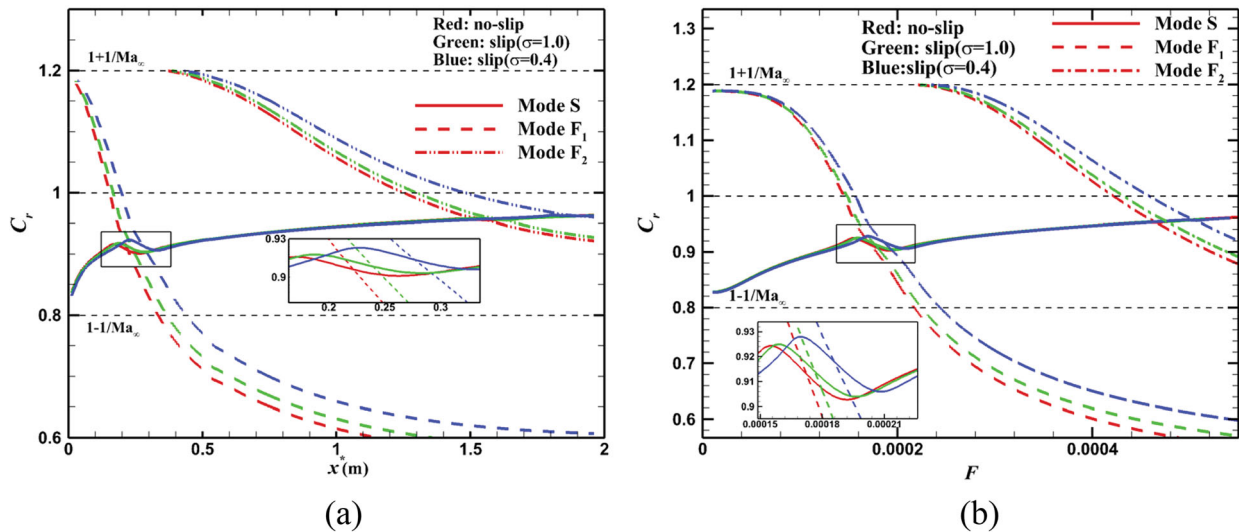 Red: no-slip
Green: slip(σ=1.0)
Blue: slip(σ=0.4)
1+1/Ma∞
Mode S
Mode F₁
Mode F₂
1-1/Ma∞
0.93
0.9
0.2
0.25
0.3
1.2
1
0.8
0.6
Cᵣ
0
0.5
1
1.5
2
x*(m)
(a)
Red: no-slip
Green: slip(σ=1.0)
Blue:slip(σ=0.4)
Mode S
Mode F₁
Mode F₂
1+1/Ma∞
1-1/Ma∞
0.93
0.92
0.91
0.9
0.00015
0.00018
0.00021
1.3
1.2
1.1
1
0.9
0.8
0.7
0.6
Cᵣ
0
0.0002
0.0004
F
(b)